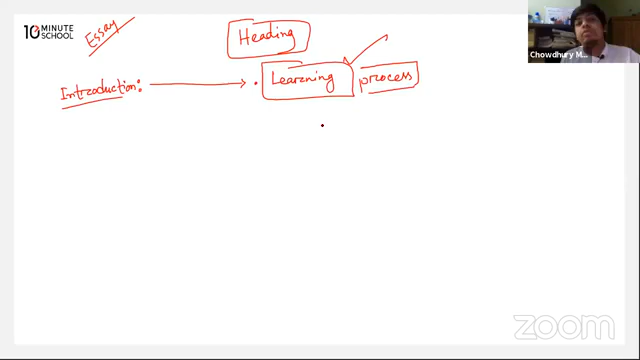 10 MINUTE
SCHOOL
Essay
Heading
Introduction:
Learning process
Chowdhury M...
zoom